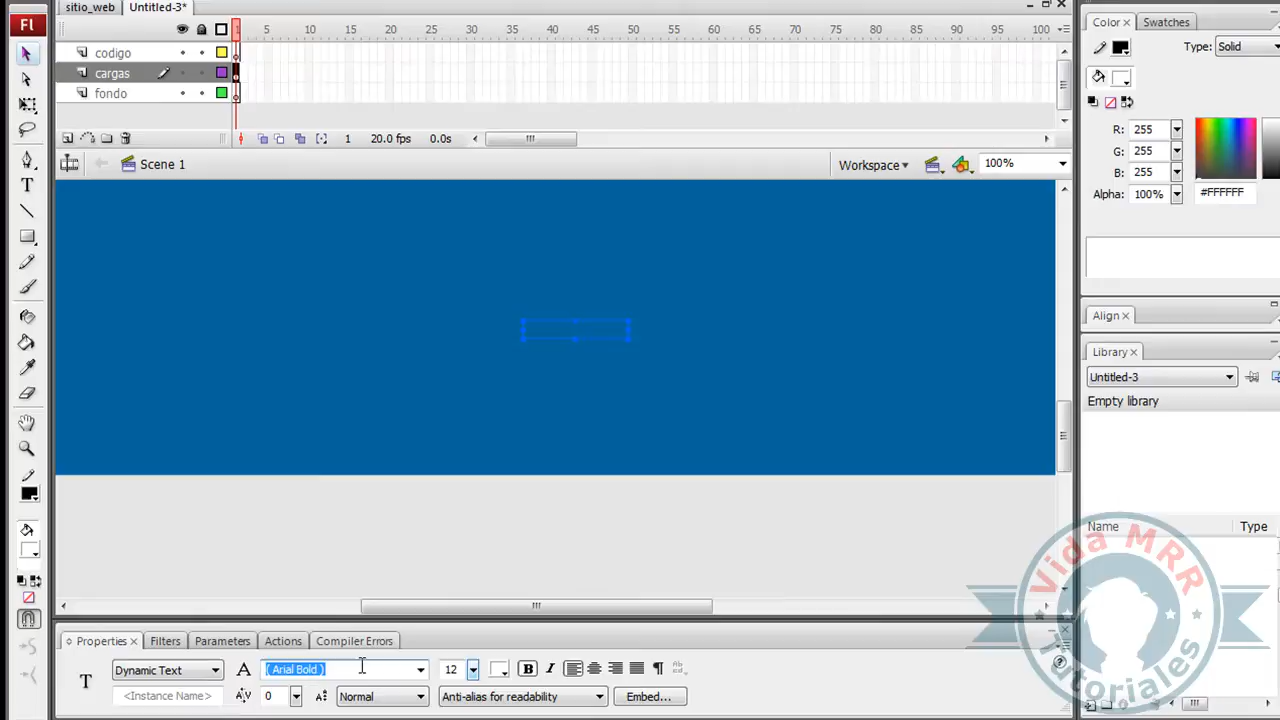 sitio_web Untitled-3*
Color Swatches
Fl
1 5 10 15 20 25 30 35 40 45 50 55 60 65 70 75 80 85 90 95 100
Type: Solid
codigo
cargas
fondo
R: 255
G: 255
B: 255
Alpha: 100% #FFFFFF
1 20.0 fps 0.0s
Scene 1
Workspace 100%
T
Align
Library
Untitled-3
Empty library
Name Type
Vida MRR
Tutoriales
Properties Filters Parameters Actions Compiler Errors
T Dynamic Text A ( Arial Bold ) 12 B I ¶
<Instance Name> A/V 0 Normal Anti-alias for readability Embed...